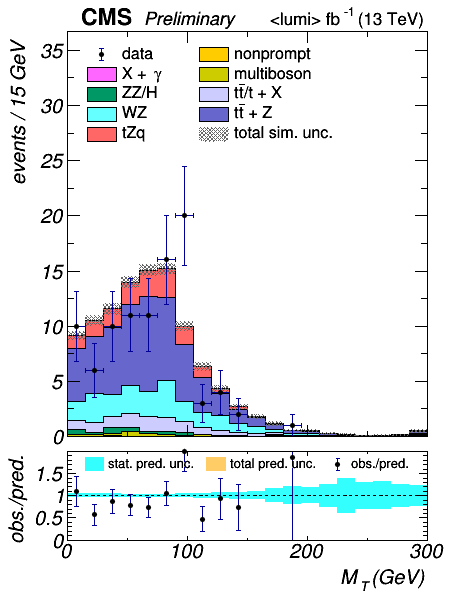 CMS Preliminary <lumi> fb⁻¹ (13 TeV)
events / 15 GeV
35
30
25
20
15
10
5
0
data
X + γ
ZZ/H
WZ
tZq
nonprompt
multiboson
tt̄/t + X
tt̄ + Z
total sim. unc.
obs./pred.
1.5
1
0.5
0
stat. pred. unc. total pred. unc. obs./pred.
0 100 200 300
M_T (GeV)